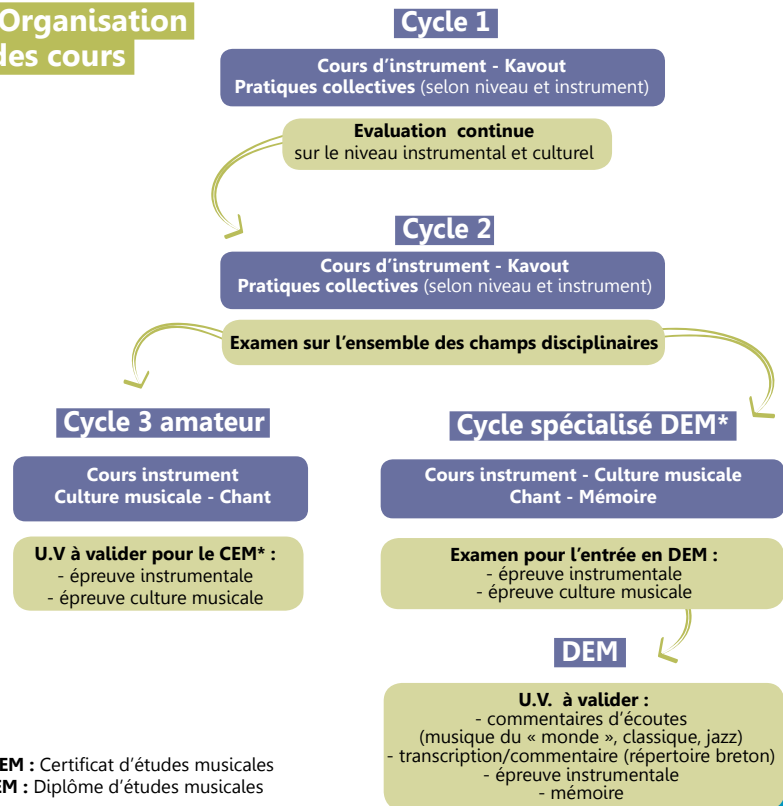 Organisation
des cours
Cycle 1
Cours d'instrument - Kavout
Pratiques collectives (selon niveau et instrument)
Evaluation continue
sur le niveau instrumental et culturel
Cycle 2
Cours d'instrument - Kavout
Pratiques collectives (selon niveau et instrument)
Examen sur l'ensemble des champs disciplinaires
Cycle 3 amateur
Cours instrument
Culture musicale - Chant
U.V à valider pour le CEM* :
- épreuve instrumentale
- épreuve culture musicale
Cycle spécialisé DEM*
Cours instrument - Culture musicale
Chant - Mémoire
Examen pour l'entrée en DEM :
- épreuve instrumentale
- épreuve culture musicale
DEM
U.V. à valider :
- commentaires d'écoutes
(musique du « monde », classique, jazz)
- transcription/commentaire (répertoire breton)
- épreuve instrumentale
- mémoire
EM : Certificat d'études musicales
EM : Diplôme d'études musicales